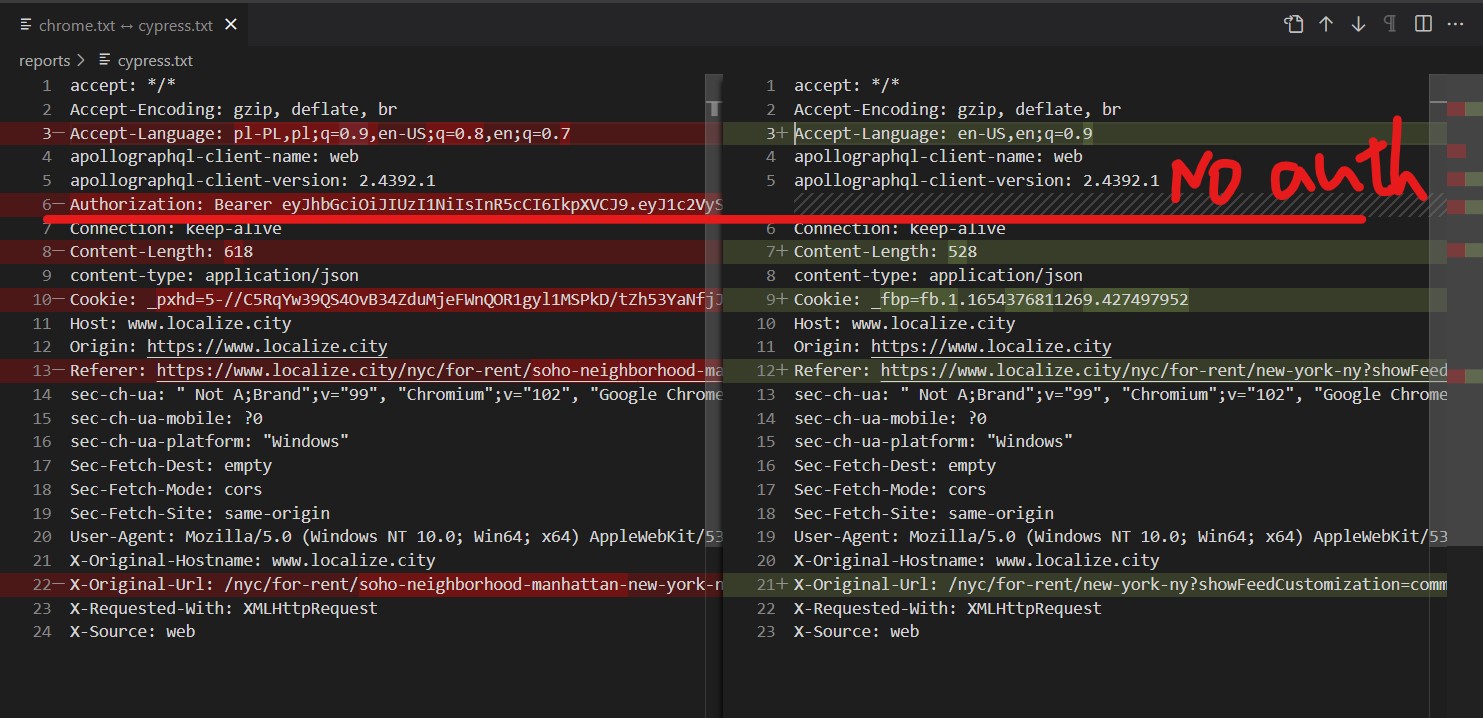 chrome.txt ↔ cypress.txt
reports > cypress.txt
1 accept: */*
2 Accept-Encoding: gzip, deflate, br
3- Accept-Language: pl-PL,pl;q=0.9,en-US;q=0.8,en;q=0.7
4 apollographql-client-name: web
5 apollographql-client-version: 2.4392.1
6- Authorization: Bearer eyJhbGciOiJIUzI1NiIsInR5cCI6IkpXVCJ9.eyJ1c2VyS
7 Connection: keep-alive
8- Content-Length: 618
9 content-type: application/json
10- Cookie: _pxhd=5-//C5RqYw39QS4OvB34ZduMjeFWnQOR1gyl1MSPkD/tZh53YaNfjJ
11 Host: www.localize.city
12 Origin: https://www.localize.city
13- Referer: https://www.localize.city/nyc/for-rent/soho-neighborhood-ma
14 sec-ch-ua: " Not A;Brand";v="99", "Chromium";v="102", "Google Chrome
15 sec-ch-ua-mobile: ?0
16 sec-ch-ua-platform: "Windows"
17 Sec-Fetch-Dest: empty
18 Sec-Fetch-Mode: cors
19 Sec-Fetch-Site: same-origin
20 User-Agent: Mozilla/5.0 (Windows NT 10.0; Win64; x64) AppleWebKit/53
21 X-Original-Hostname: www.localize.city
22- X-Original-Url: /nyc/for-rent/soho-neighborhood-manhattan-new-york-n
23 X-Requested-With: XMLHttpRequest
24 X-Source: web
1 accept: */*
2 Accept-Encoding: gzip, deflate, br
3+ Accept-Language: en-US,en;q=0.9
4 apollographql-client-name: web
5 apollographql-client-version: 2.4392.1
NO auth
6 Connection: keep-alive
7+ Content-Length: 528
8 content-type: application/json
9+ Cookie: _fbp=fb.1.1654376811269.427497952
10 Host: www.localize.city
11 Origin: https://www.localize.city
12+ Referer: https://www.localize.city/nyc/for-rent/new-york-ny?showFeed
13 sec-ch-ua: " Not A;Brand";v="99", "Chromium";v="102", "Google Chrome
14 sec-ch-ua-mobile: ?0
15 sec-ch-ua-platform: "Windows"
16 Sec-Fetch-Dest: empty
17 Sec-Fetch-Mode: cors
18 Sec-Fetch-Site: same-origin
19 User-Agent: Mozilla/5.0 (Windows NT 10.0; Win64; x64) AppleWebKit/53
20 X-Original-Hostname: www.localize.city
21+ X-Original-Url: /nyc/for-rent/new-york-ny?showFeedCustomization=comm
22 X-Requested-With: XMLHttpRequest
23 X-Source: web